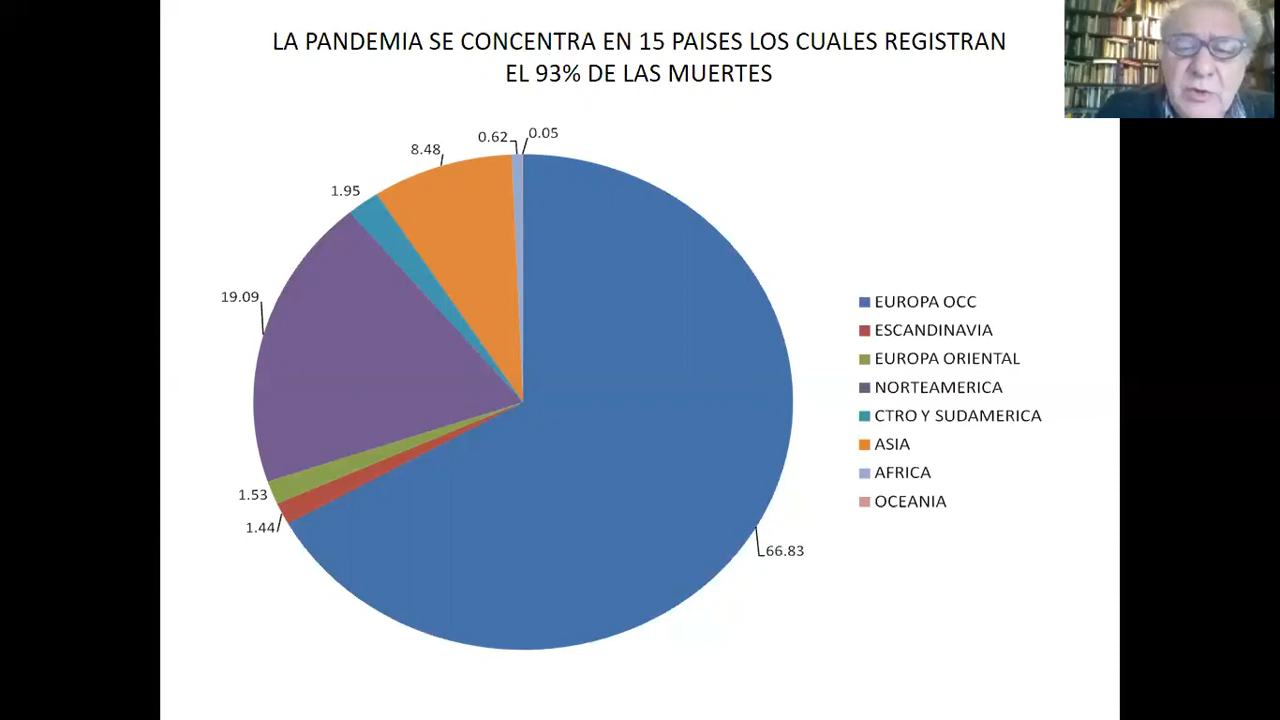 LA PANDEMIA SE CONCENTRA EN 15 PAISES LOS CUALES REGISTRAN
EL 93% DE LAS MUERTES
0.05
0.62
8.48
1.95
19.09
1.53
1.44
66.83
EUROPA OCC
ESCANDINAVIA
EUROPA ORIENTAL
NORTEAMERICA
CTRO Y SUDAMERICA
ASIA
AFRICA
OCEANIA